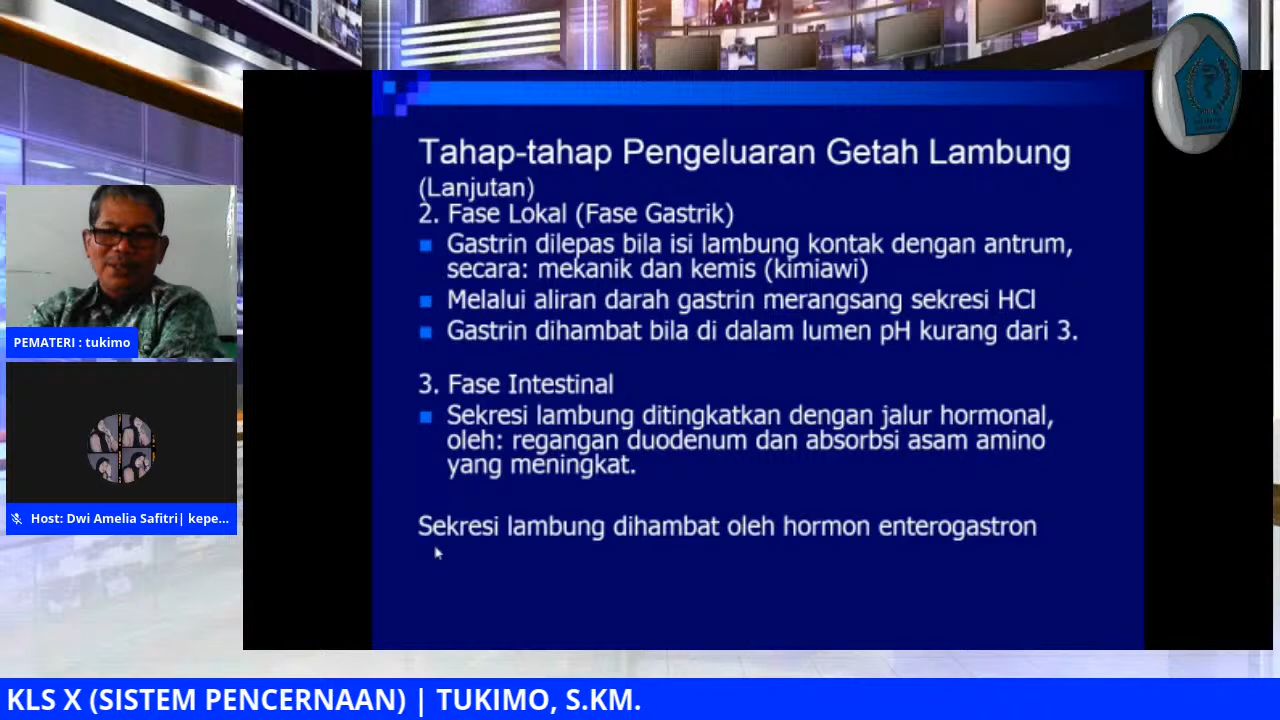 Tahap-tahap Pengeluaran Getah Lambung
(Lanjutan)
2. Fase Lokal (Fase Gastrik)
Gastrin dilepas bila isi lambung kontak dengan antrum,
secara: mekanik dan kemis (kimiawi)
Melalui aliran darah gastrin merangsang sekresi HCl
Gastrin dihambat bila di dalam lumen pH kurang dari 3.
3. Fase Intestinal
Sekresi lambung ditingkatkan dengan jalur hormonal,
oleh: regangan duodenum dan absorbsi asam amino
yang meningkat.
Sekresi lambung dihambat oleh hormon enterogastron
PEMATERI : tukimo
Host: Dwi Amelia Safitri| kepe...
KLS X (SISTEM PENCERNAAN) | TUKIMO, S.KM.